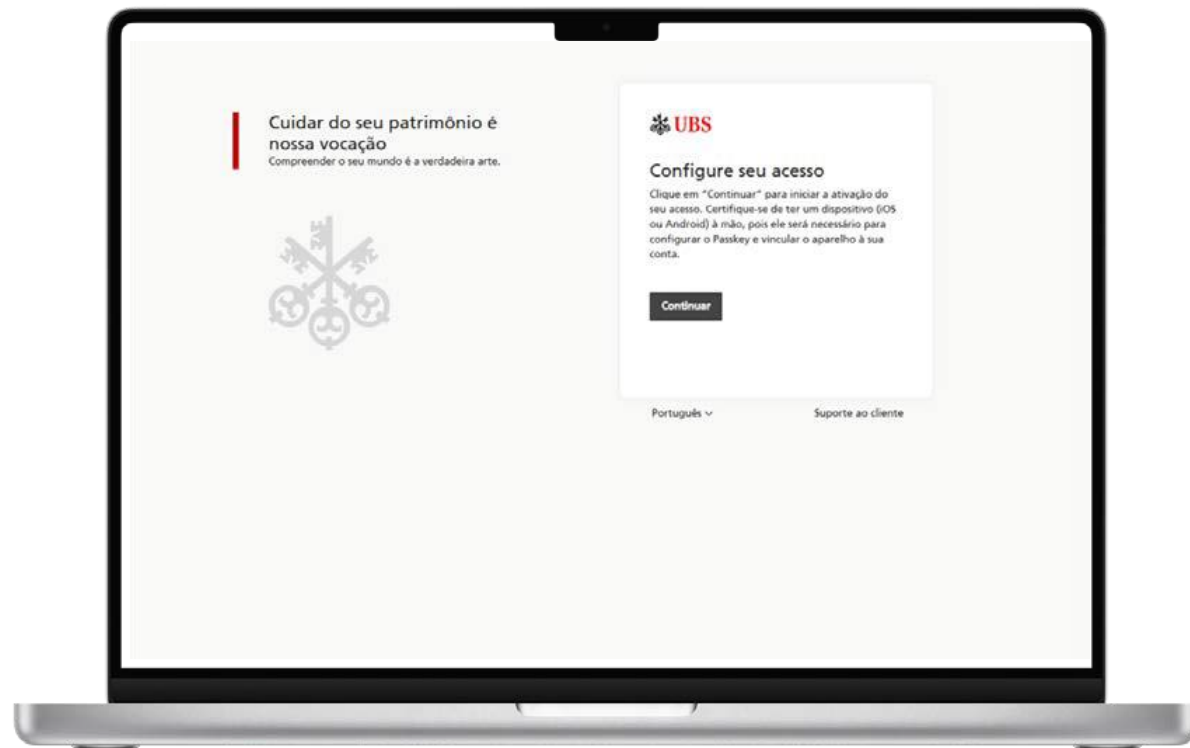 Cuidar do seu patrimônio é
nossa vocação
Compreender o seu mundo é a verdadeira arte.
UBS
Configure seu acesso
Clique em "Continuar" para iniciar a ativação do
seu acesso. Certifique-se de ter um dispositivo (iOS
ou Android) à mão, pois ele será necessário para
configurar o Passkey e vincular o aparelho à sua
conta.
Continuar
Português
Suporte ao cliente